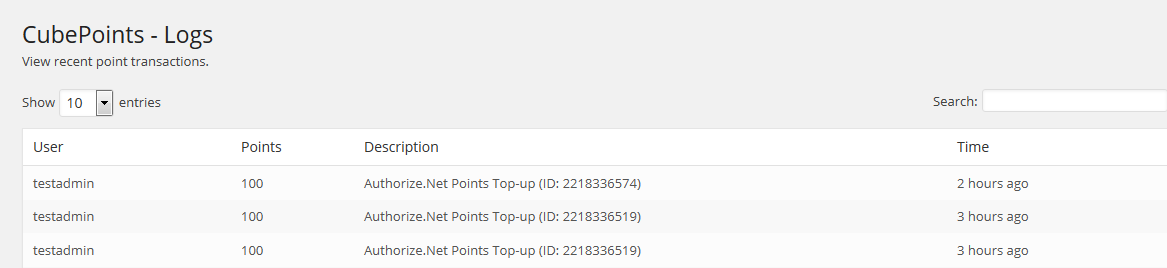 CubePoints - Logs
View recent point transactions.
Show 10 entries Search:
User Points Description Time
testadmin 100 Authorize.Net Points Top-up (ID: 2218336574) 2 hours ago
testadmin 100 Authorize.Net Points Top-up (ID: 2218336519) 3 hours ago
testadmin 100 Authorize.Net Points Top-up (ID: 2218336519) 3 hours ago